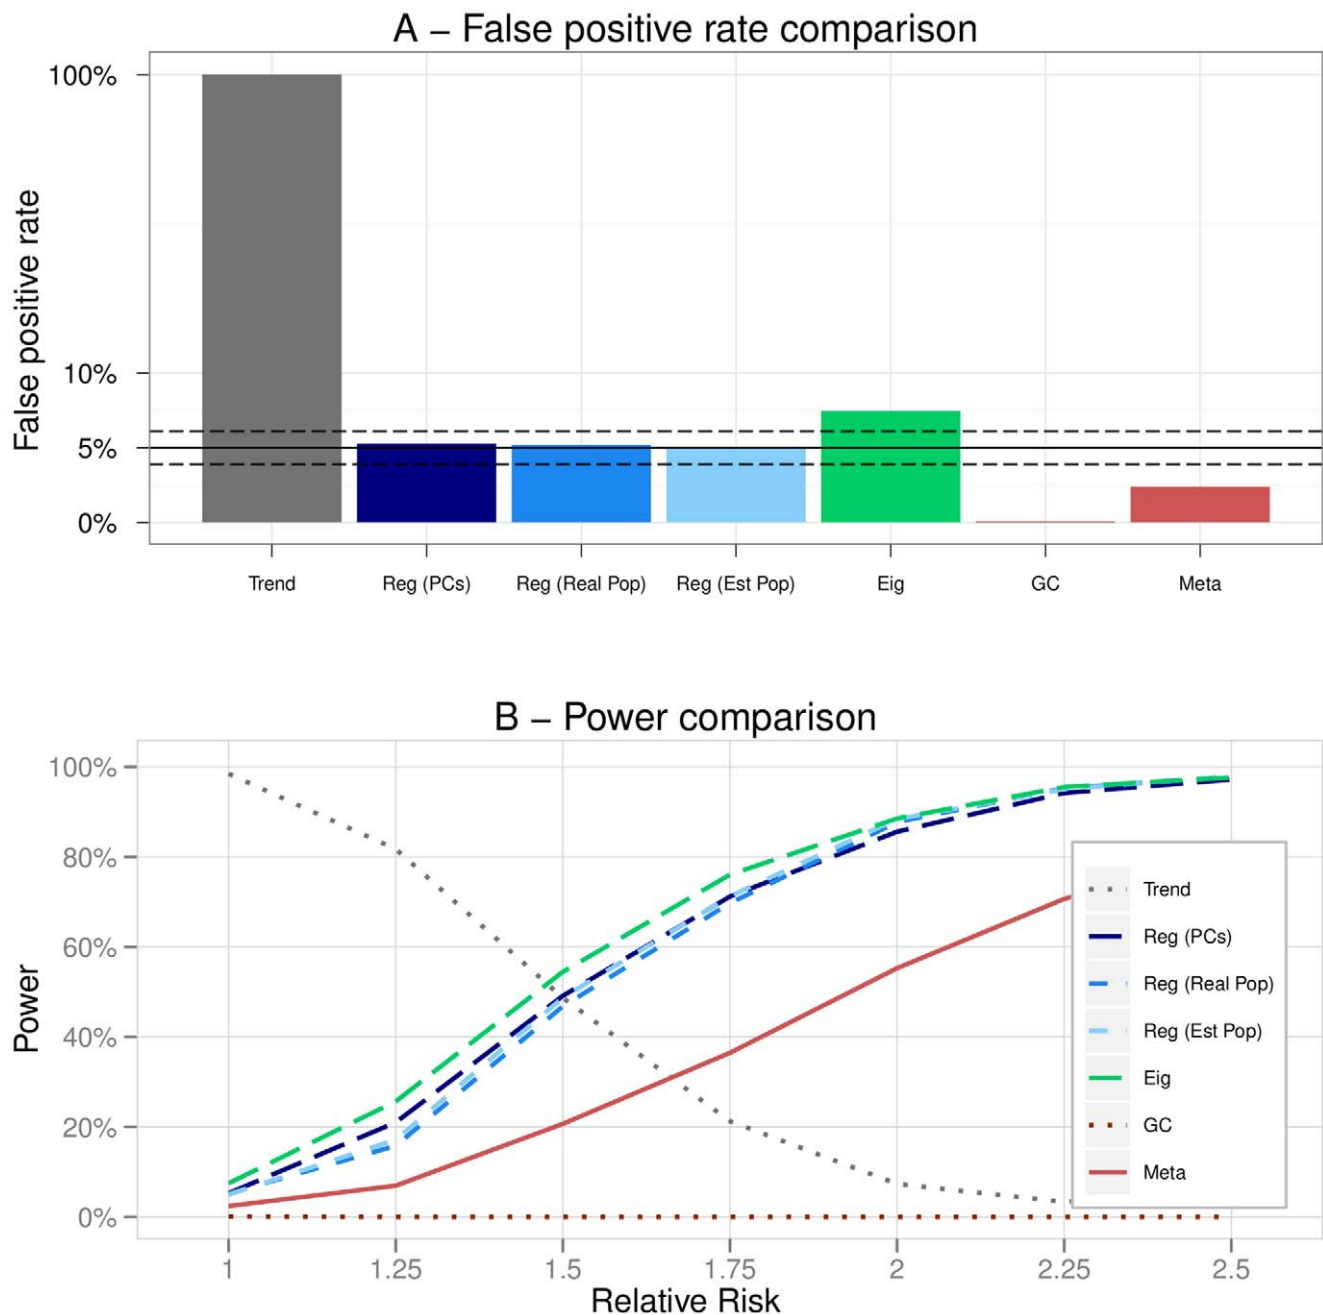 A – False positive rate comparison
False positive rate
100%
10%
5%
0%
Trend Reg (PCs) Reg (Real Pop) Reg (Est Pop) Eig GC Meta
B – Power comparison
Power
100%
80%
60%
40%
20%
0%
Trend
Reg (PCs)
Reg (Real Pop)
Reg (Est Pop)
Eig
GC
Meta
1 1.25 1.5 1.75 2 2.25 2.5
Relative Risk